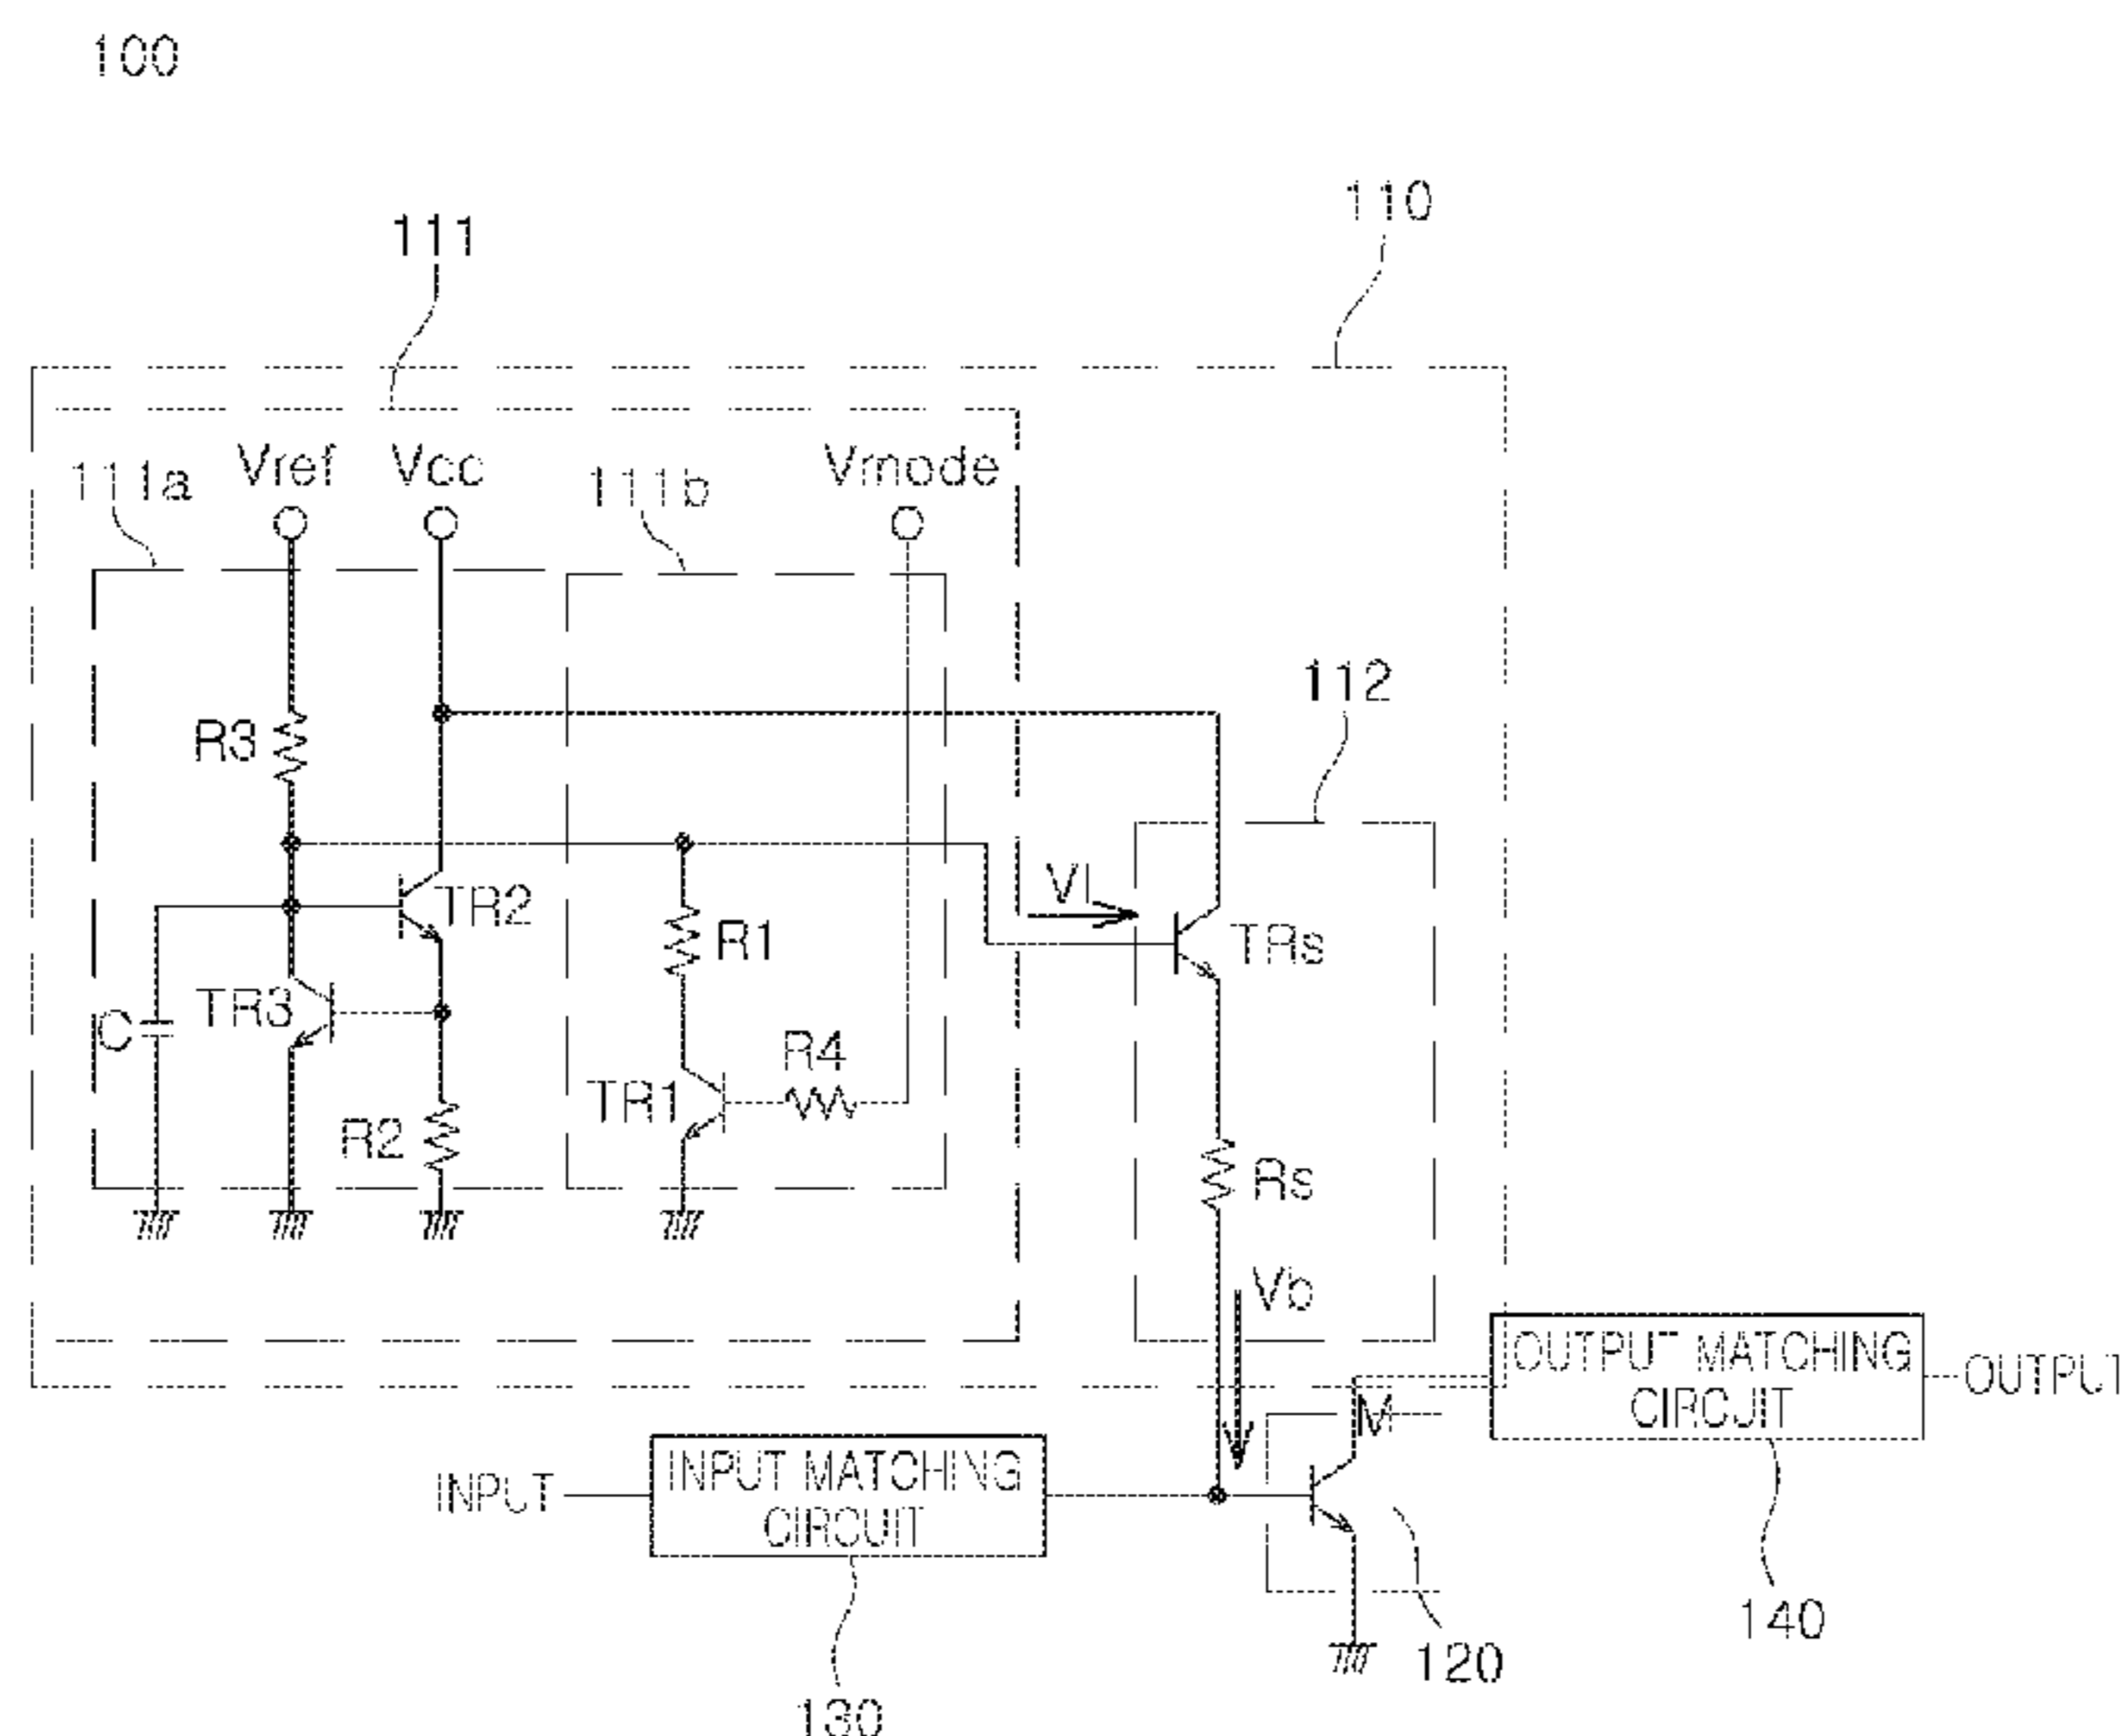 100
110
111
Vref
Vcc
Vmode
111a
111b
112
R3
TR2
VL
R1
TRs
C
TR3
R4
TR1
R2
Rs
Vb
OUTPUT MATCHING
CIRCUIT
OUTPUT
M
INPUT
INPUT MATCHING
CIRCUIT
140
120
130